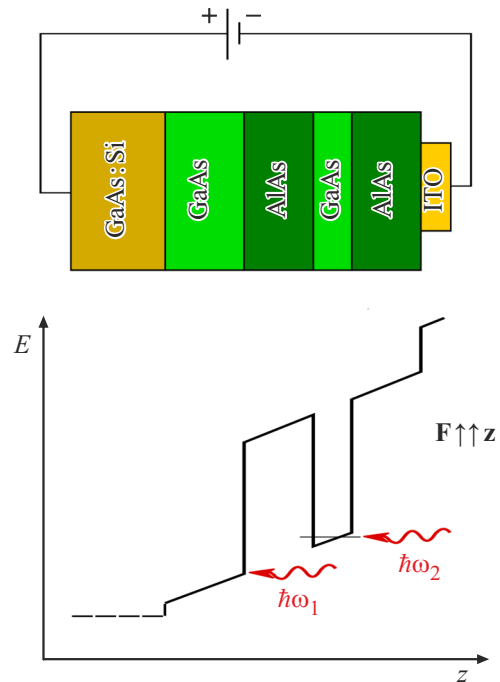 + −
GaAs:Si
GaAs
AlAs
GaAs
AlAs
ITO
E
F↑↑z
ℏω₂
ℏω₁
z